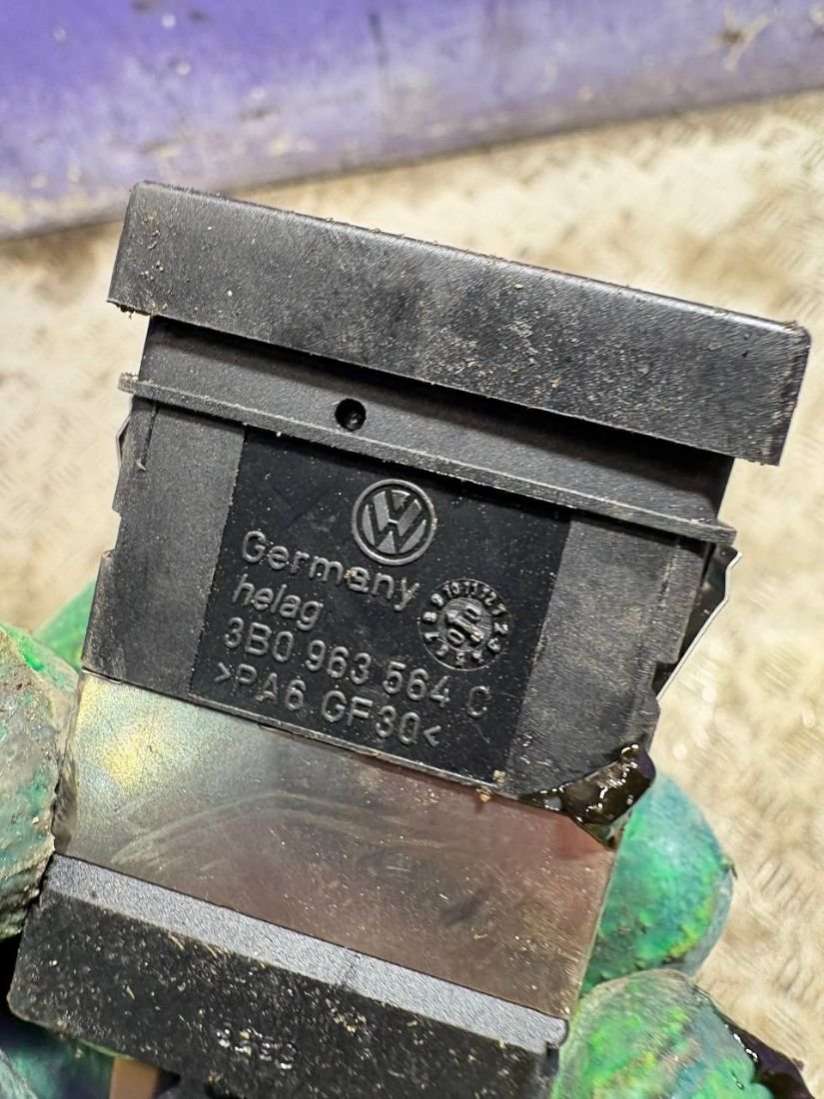 Germany
helag
3B0 963 564 C
>PA6 GF30<